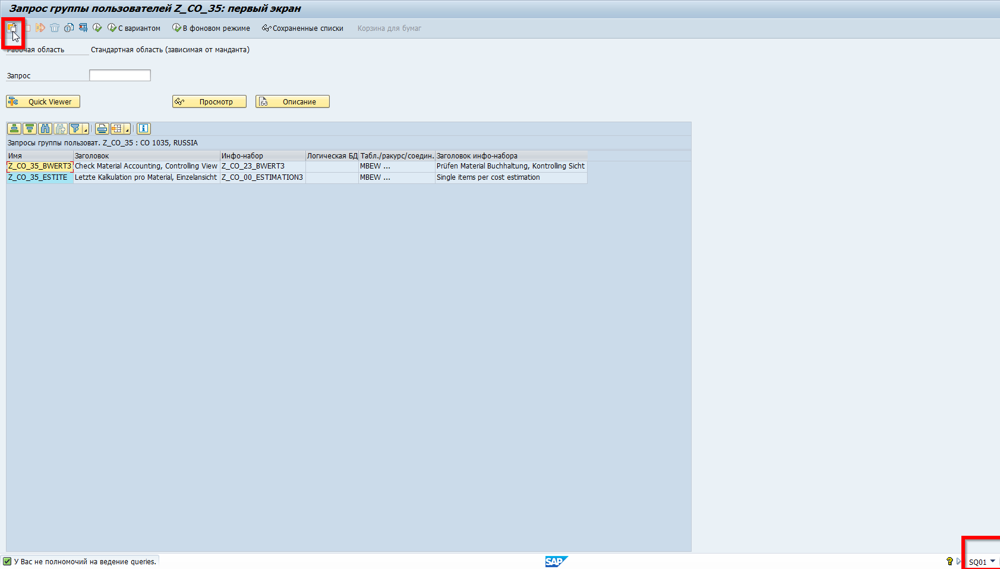 Запрос группы пользователей Z_CO_35: первый экран
С вариантом В фоновом режиме Сохраненные списки Корзина для бумаг
Рабочая область Стандартная область (зависимая от манданта)
Запрос
Quick Viewer Просмотр Описание
Запросы группы пользоват. Z_CO_35 : CO 1035, RUSSIA
Имя Заголовок Инфо-набор Логическая БД Табл./ракурс/соедин. Заголовок инфо-набора
Z_CO_35_BWERT3 Check Material Accounting, Controlling View Z_CO_23_BWERT3 MBEW ... Prüfen Material Buchhaltung, Kontrolling Sicht
Z_CO_35_ESTITE Letzte Kalkulation pro Material, Einzelansicht Z_CO_00_ESTIMATION3 MBEW ... Single items per cost estimation
У Вас не полномочий на ведение queries. SAP SQ01